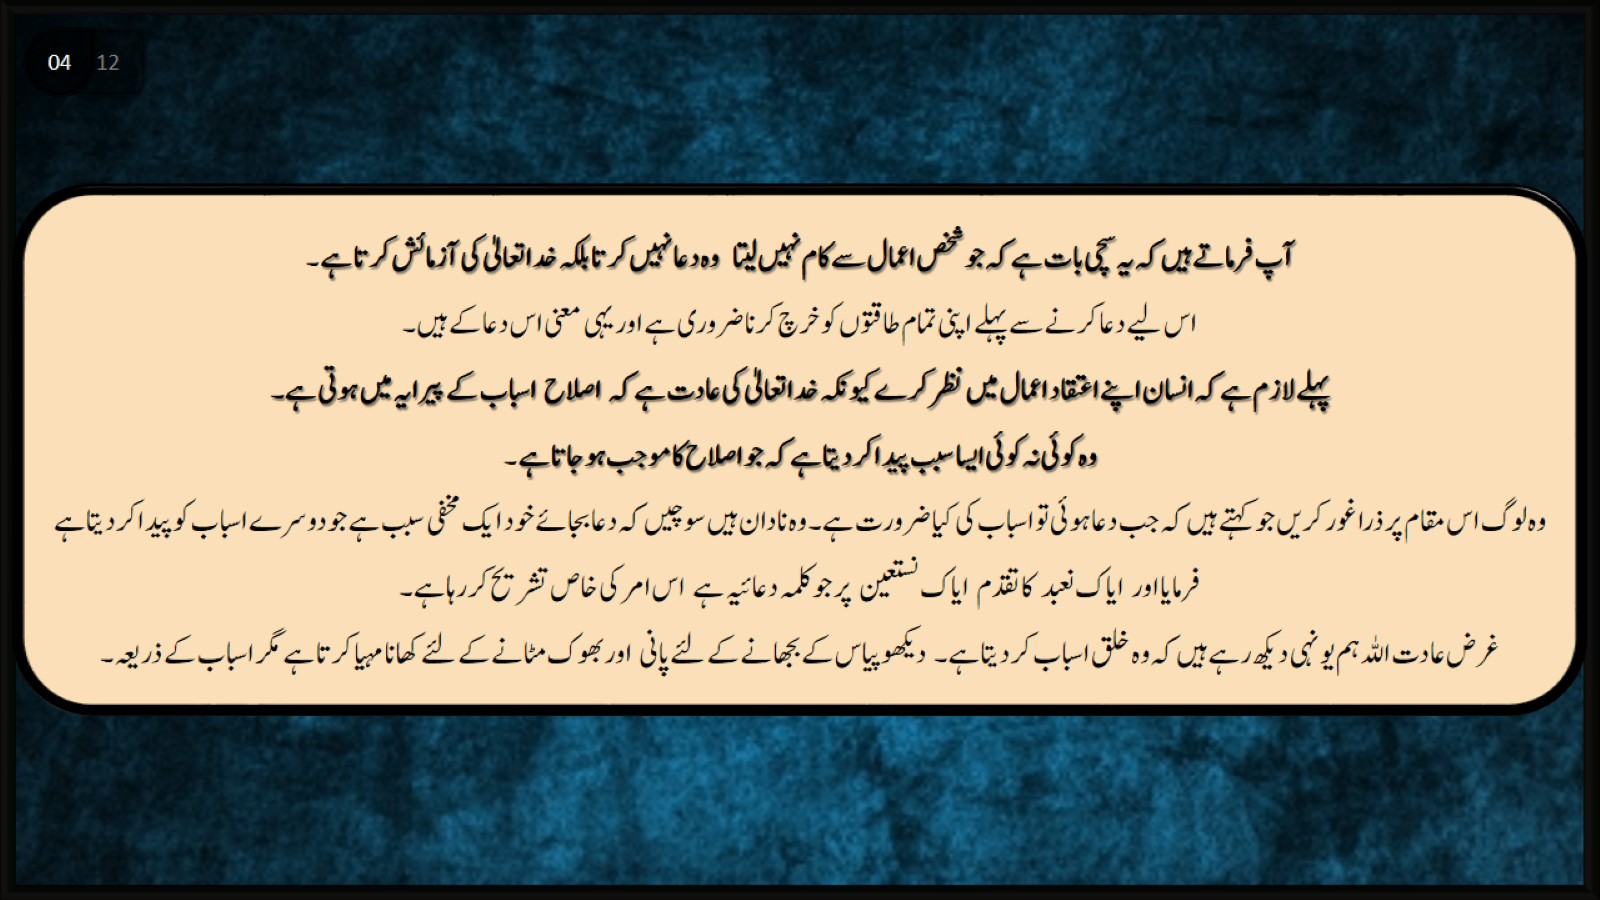 04 12
آپ فرماتے ہیں کہ یہ سچی بات ہے کہ جو شخص اعمال سے کام نہیں لیتا وہ دعا نہیں کرتا بلکہ خدا تعالیٰ کی آزمائش کرتا ہے۔
اس لیے دعا کرنے سے پہلے اپنی تمام طاقتوں کو خرچ کرنا ضروری ہے اور یہی معنی اس دعا کے ہیں۔
پہلے لازم ہے کہ انسان اپنے اعتقاد اعمال میں نظر کرے کیونکہ خدا تعالیٰ کی عادت ہے کہ اصلاح اسباب کے پیرایہ میں ہوتی ہے۔
وہ کوئی نہ کوئی ایسا سبب پیدا کر دیتا ہے کہ جو اصلاح کا موجب ہو جاتا ہے۔
وہ لوگ اس مقام پر ذرا غور کریں جو کہتے ہیں کہ جب دعا ہوئی تو اسباب کی کیا ضرورت ہے۔ وہ نادان ہیں سوچیں کہ دعا بجائے خود ایک مخفی سبب ہے جو دوسرے اسباب کو پیدا کر دیتا ہے
فرمایا اور ایاک نعبد کا تقدم ایاک نستعین پر جو کلمہ دعائیہ ہے اس امر کی خاص تشریح کر رہا ہے۔
غرض عادت اللہ ہم یونہی دیکھ رہے ہیں کہ وہ خلق اسباب کر دیتا ہے۔ دیکھو پیاس کے بجھانے کے لئے پانی اور بھوک مٹانے کے لئے کھانا مہیا کرتا ہے مگر اسباب کے ذریعہ۔